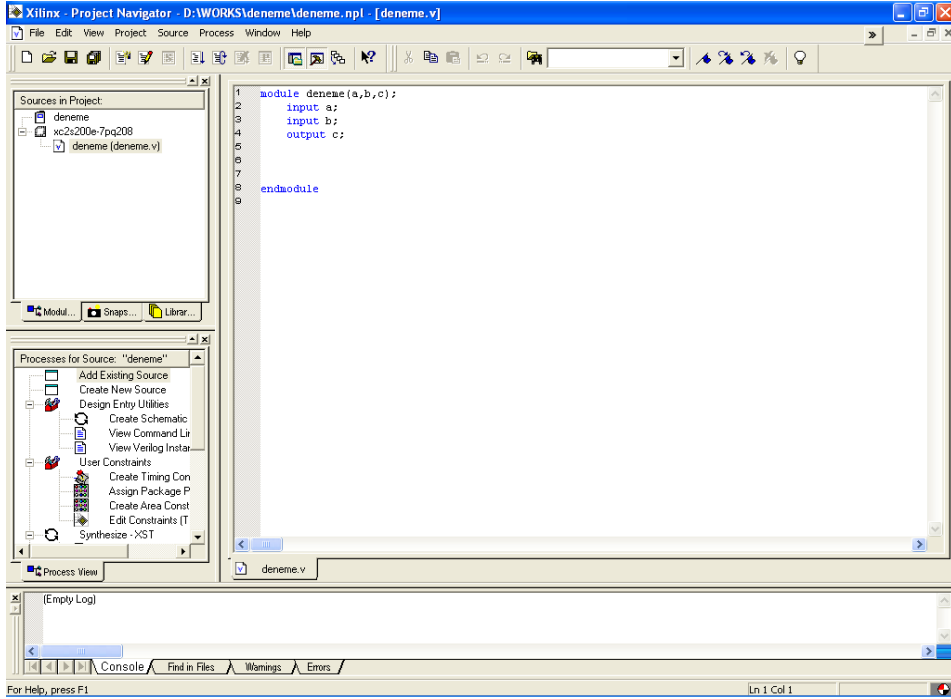 Xilinx - Project Navigator - D:\WORKS\deneme\deneme.npl - [deneme.v]
File Edit View Project Source Process Window Help
Sources in Project:
deneme
xc2s200e-7pq208
deneme (deneme.v)
Modul... Snaps... Librar...
Processes for Source: "deneme"
Add Existing Source
Create New Source
Design Entry Utilities
Create Schematic
View Command Lir
View Verilog Instar
User Constraints
Create Timing Con
Assign Package P
Create Area Const
Edit Constraints (T
Synthesize - XST
Process View
1 module deneme(a,b,c);
2 input a;
3 input b;
4 output c;
5
6
7
8 endmodule
9
deneme.v
(Empty Log)
Console Find in Files Warnings Errors
For Help, press F1
Ln 1 Col 1